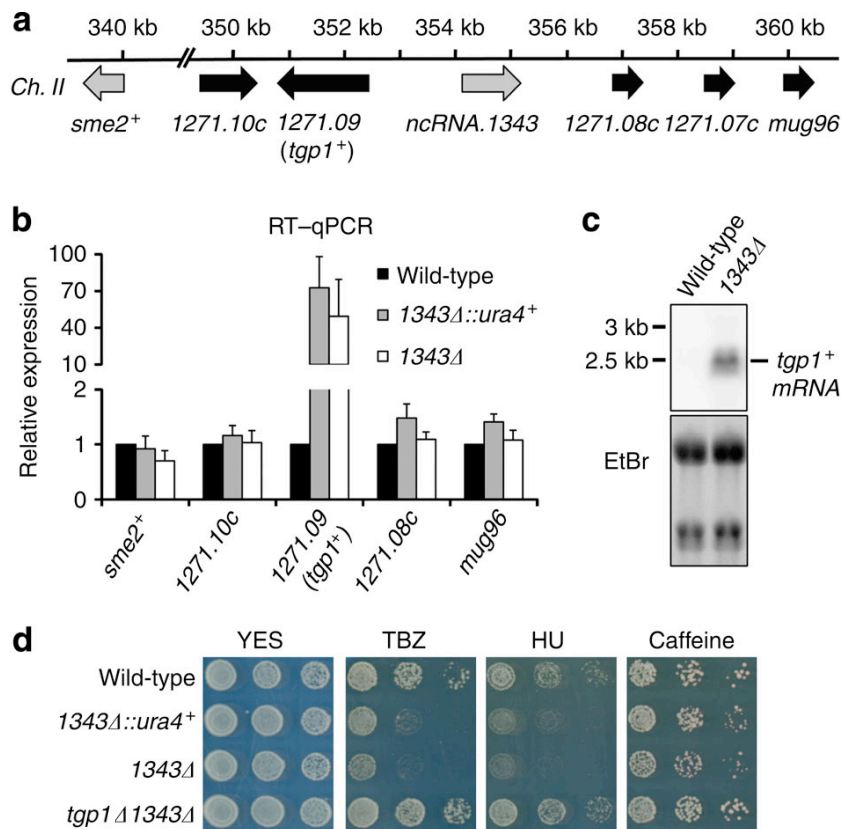 a
340 kb 350 kb 352 kb 354 kb 356 kb 358 kb 360 kb
Ch. II
sme2+ 1271.10c 1271.09 ncRNA.1343 1271.08c 1271.07c mug96
(tgp1+)
b
RT–qPCR
Relative expression
100
70
40
10
2
1
0
Wild-type
1343Δ::ura4+
1343Δ
sme2+
1271.10c
1271.09
(tgp1+)
1271.08c
mug96
c
Wild-type
1343Δ
3 kb
2.5 kb
tgp1+
mRNA
EtBr
d
YES TBZ HU Caffeine
Wild-type
1343Δ::ura4+
1343Δ
tgp1Δ1343Δ